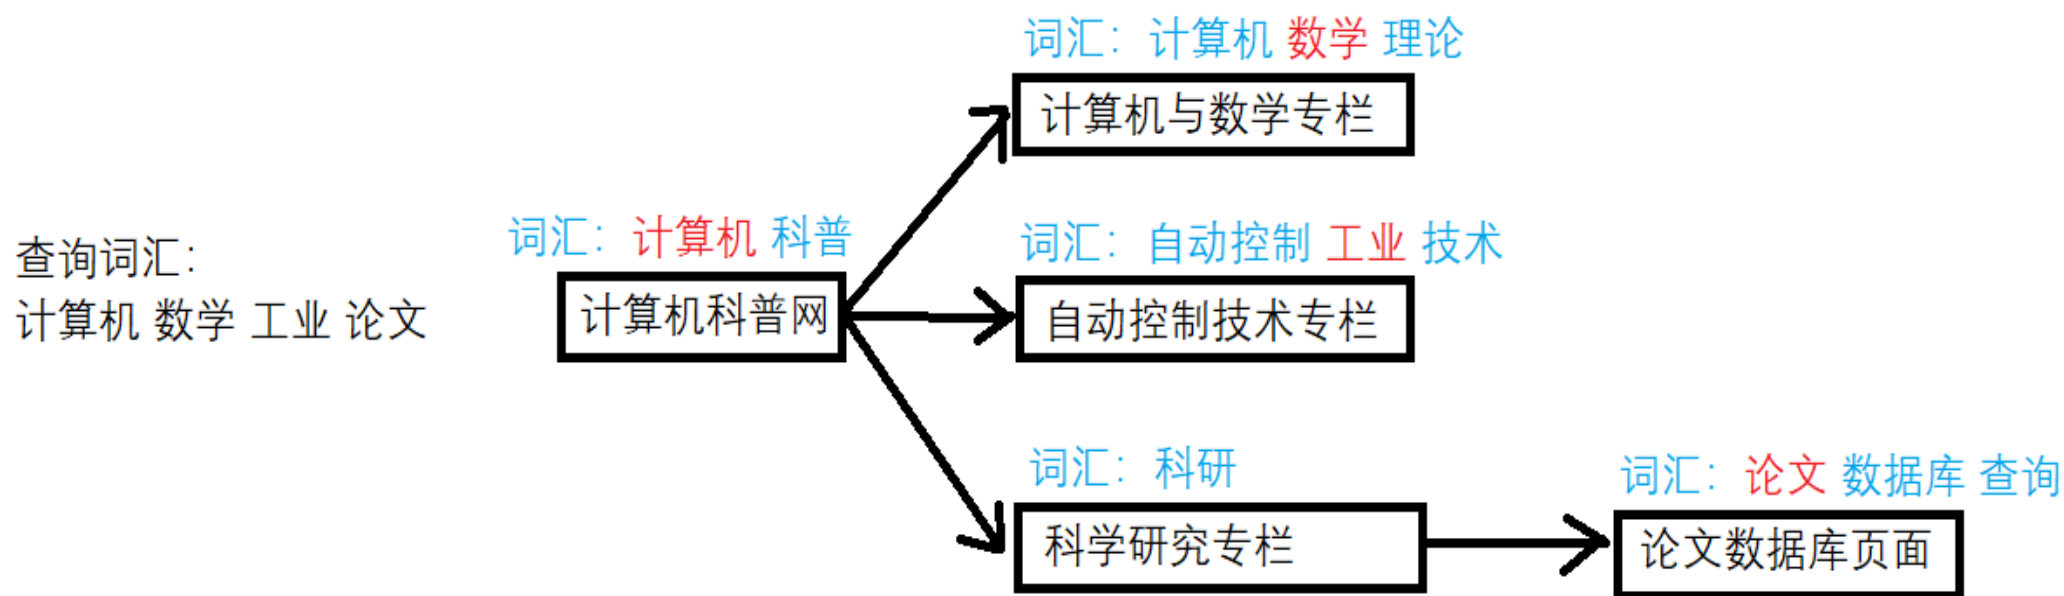 词�：计算机 数学 理论
计算机与数学专栏
查询词汇：
计算机 数学 工业 论文
词汇：计算机 科普
计算机科普网
词汇：自动控制 工业 技术
自动控制技术专栏
词汇：科研
科学研究专栏
词汇：论文 数据库 查询
论文数据库页面